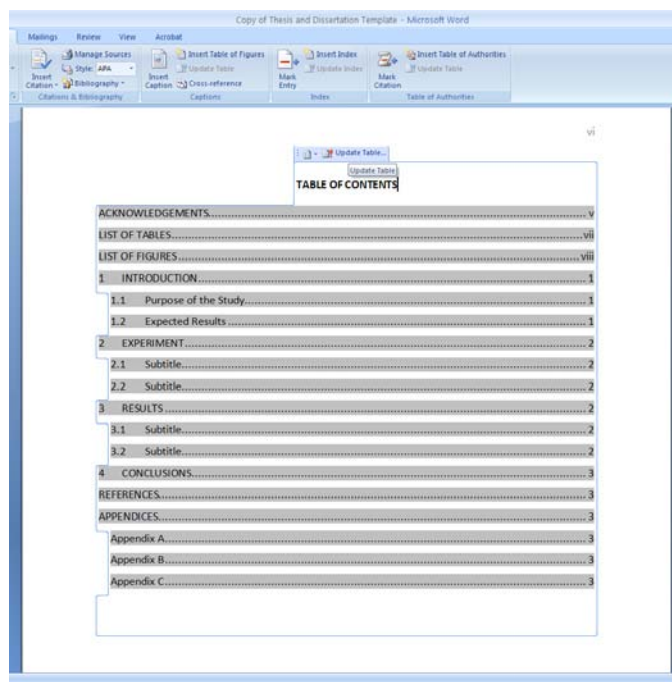 Copy of Thesis and Dissertation Template - Microsoft Word
Mailings Review View Acrobat
Manage Sources Insert Table of Figures Insert Index Insert Table of Authorities
Style: APA Update Table Update Index Update Table
Insert Citation Bibliography Insert Caption Cross-reference Mark Entry Mark Citation
Citations & Bibliography Captions Index Table of Authorities
vi
Update Table...
Update Table
TABLE OF CONTENTS
ACKNOWLEDGEMENTS..... v
LIST OF TABLES..... vii
LIST OF FIGURES..... viii
1 INTRODUCTION..... 1
1.1 Purpose of the Study..... 1
1.2 Expected Results..... 1
2 EXPERIMENT..... 2
2.1 Subtitle..... 2
2.2 Subtitle..... 2
3 RESULTS..... 2
3.1 Subtitle..... 2
3.2 Subtitle..... 2
4 CONCLUSIONS..... 3
REFERENCES..... 3
APPENDICES..... 3
Appendix A..... 3
Appendix B..... 3
Appendix C..... 3